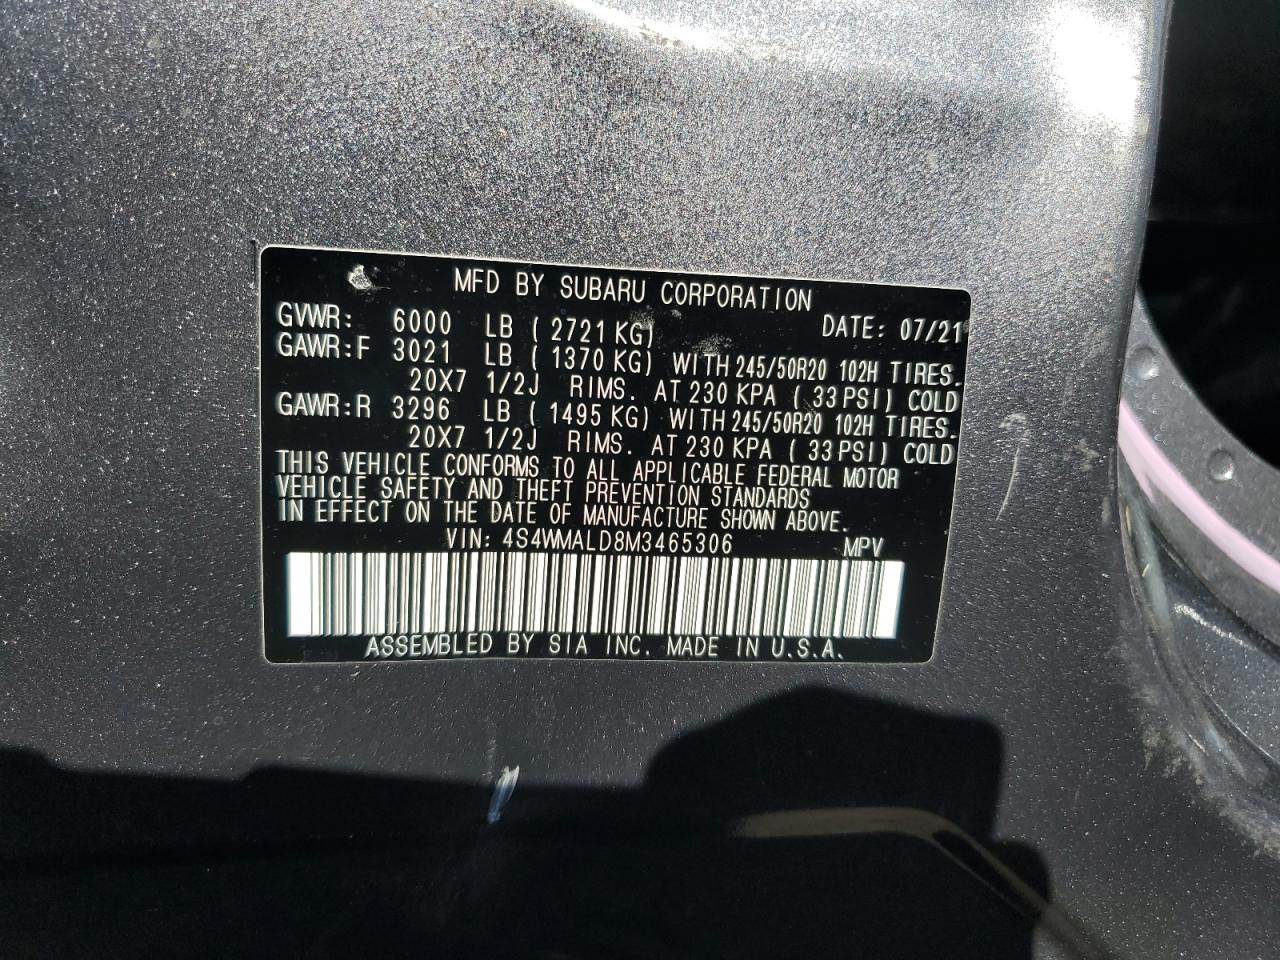 MFD BY SUBARU CORPORATION
GVWR: 6000 LB ( 2721 KG) DATE: 07/21
GAWR:F 3021 LB ( 1370 KG) WITH 245/50R20 102H TIRES.
20X7 1/2J RIMS. AT 230 KPA ( 33 PSI) COLD
GAWR:R 3296 LB ( 1495 KG) WITH 245/50R20 102H TIRES.
20X7 1/2J RIMS. AT 230 KPA ( 33 PSI) COLD
THIS VEHICLE CONFORMS TO ALL APPLICABLE FEDERAL MOTOR
VEHICLE SAFETY AND THEFT PREVENTION STANDARDS
IN EFFECT ON THE DATE OF MANUFACTURE SHOWN ABOVE.
VIN: 4S4WMALD8M3465306 MPV
ASSEMBLED BY SIA INC. MADE IN U.S.A.